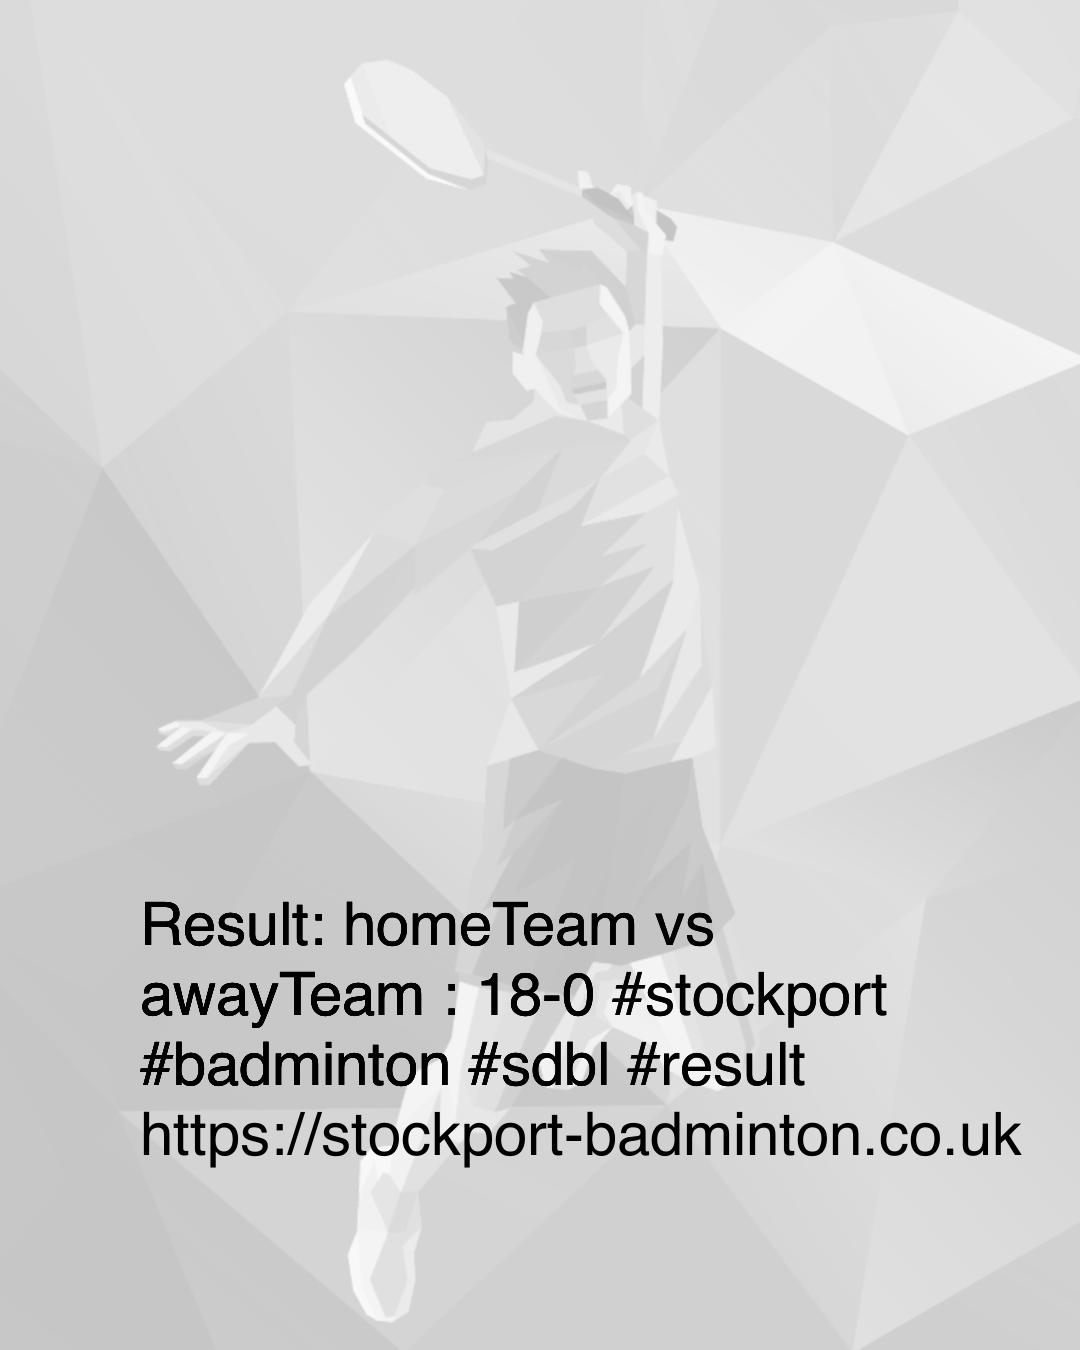 Result: homeTeam vs
awayTeam : 18-0 #stockport
#badminton #sdbl #result
https://stockport-badminton.co.uk